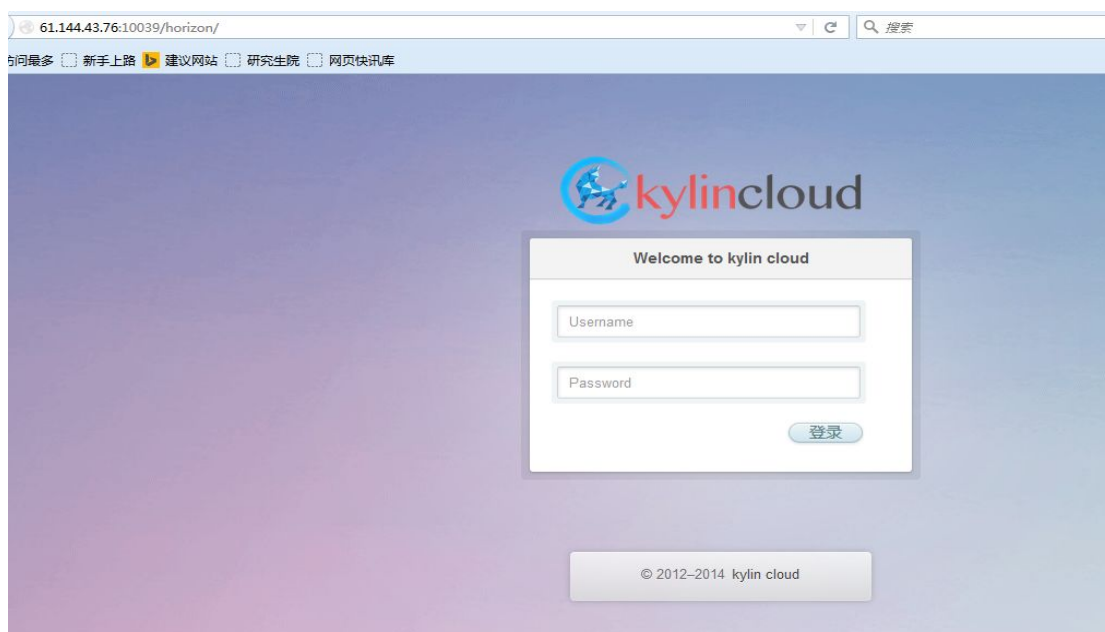 61.144.43.76:10039/horizon/
搜索
问最多 新手上路 建议网站 研究生院 网页快讯库
kylincloud
Welcome to kylin cloud
Username
Password
登录
© 2012–2014 kylin cloud